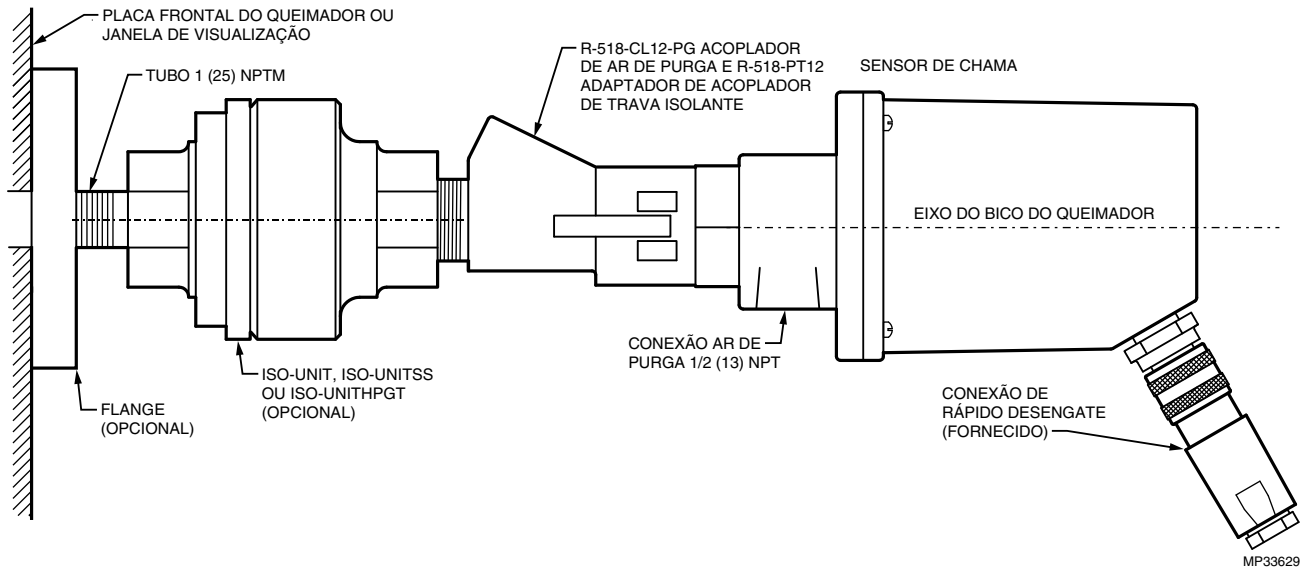 PLACA FRONTAL DO QUEIMADOR OU
JANELA DE VISUALIZAÇÃO
TUBO 1 (25) NPTM
R-518-CL12-PG ACOPLADOR
DE AR DE PURGA E R-518-PT12
ADAPTADOR DE ACOPLADOR
DE TRAVA ISOLANTE
SENSOR DE CHAMA
EIXO DO BICO DO QUEIMADOR
CONEXÃO AR DE
PURGA 1/2 (13) NPT
ISO-UNIT, ISO-UNITSS
OU ISO-UNITHPGT
(OPCIONAL)
FLANGE
(OPCIONAL)
CONEXÃO DE
RÁPIDO DESENGATE
(FORNECIDO)
MP33629